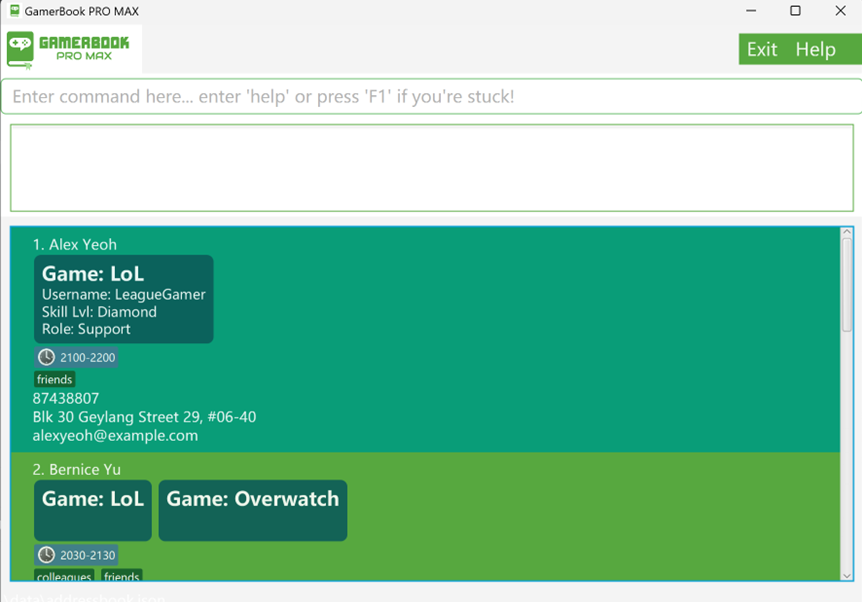 GamerBook PRO MAX
GAMERBOOK
PRO MAX
Exit Help
Enter command here... enter 'help' or press 'F1' if you're stuck!
1. Alex Yeoh
Game: LoL
Username: LeagueGamer
Skill Lvl: Diamond
Role: Support
2100-2200
friends
87438807
Blk 30 Geylang Street 29, #06-40
alexyeoh@example.com
2. Bernice Yu
Game: LoL Game: Overwatch
2030-2130
colleagues friends